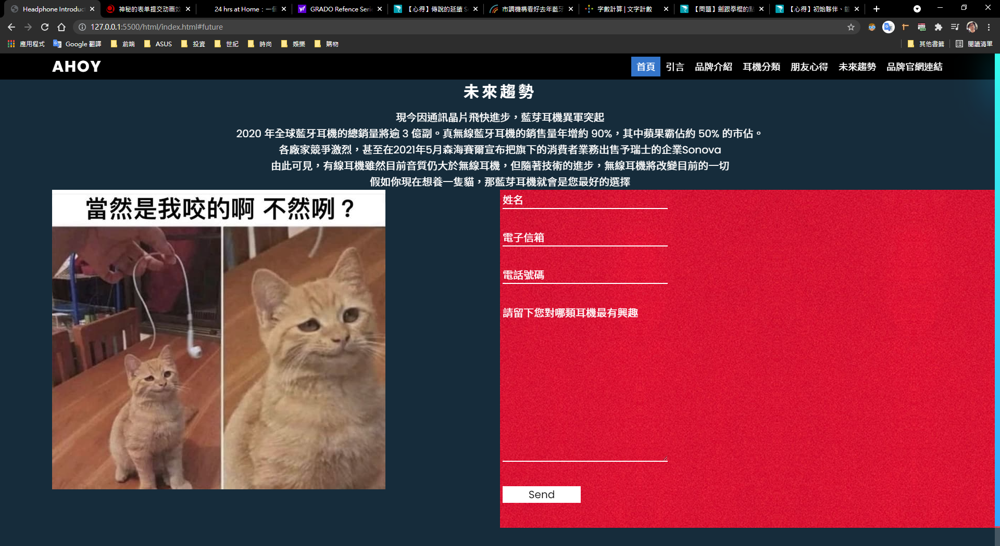 Headphone Introduc
神秘的表单提交动画效
24 hrs at Home：一個
GRADO Refence Seri
【心得】傳說的延續 S
市調機構看好去年藍牙
字數計算 | 文字計數
【問題】劍跟拳棍的點
【心得】初始夥伴、
127.0.0.1:5500/html/index.html#future
應用程式
Google 翻譯
前端
ASUS
投資
世紀
時尚
娛樂
購物
其他書籤
閱讀清單
AHOY
首頁
引言
品牌介紹
耳機分類
朋友心得
未來趨勢
品牌官網連結
未來趨勢
現今因通訊晶片飛快進步，藍芽耳機異軍突起
2020 年全球藍牙耳機的總銷量將逾 3 億副。真無線藍牙耳機的銷售量年增約 90%，其中蘋果霸佔約 50% 的市佔。
各廠家競爭激烈，甚至在2021年5月森海賽爾宣布把旗下的消費者業務出售予瑞士的企業Sonova
由此可見，有線耳機雖然目前音質仍大於無線耳機，但隨著技術的進步，無線耳機將改變目前的一切
假如你現在想養一隻貓，那藍芽耳機就會是您最好的選擇
當然是我咬的啊 不然咧？
姓名
電子信箱
電話號碼
請留下您對哪類耳機最有興趣
Send